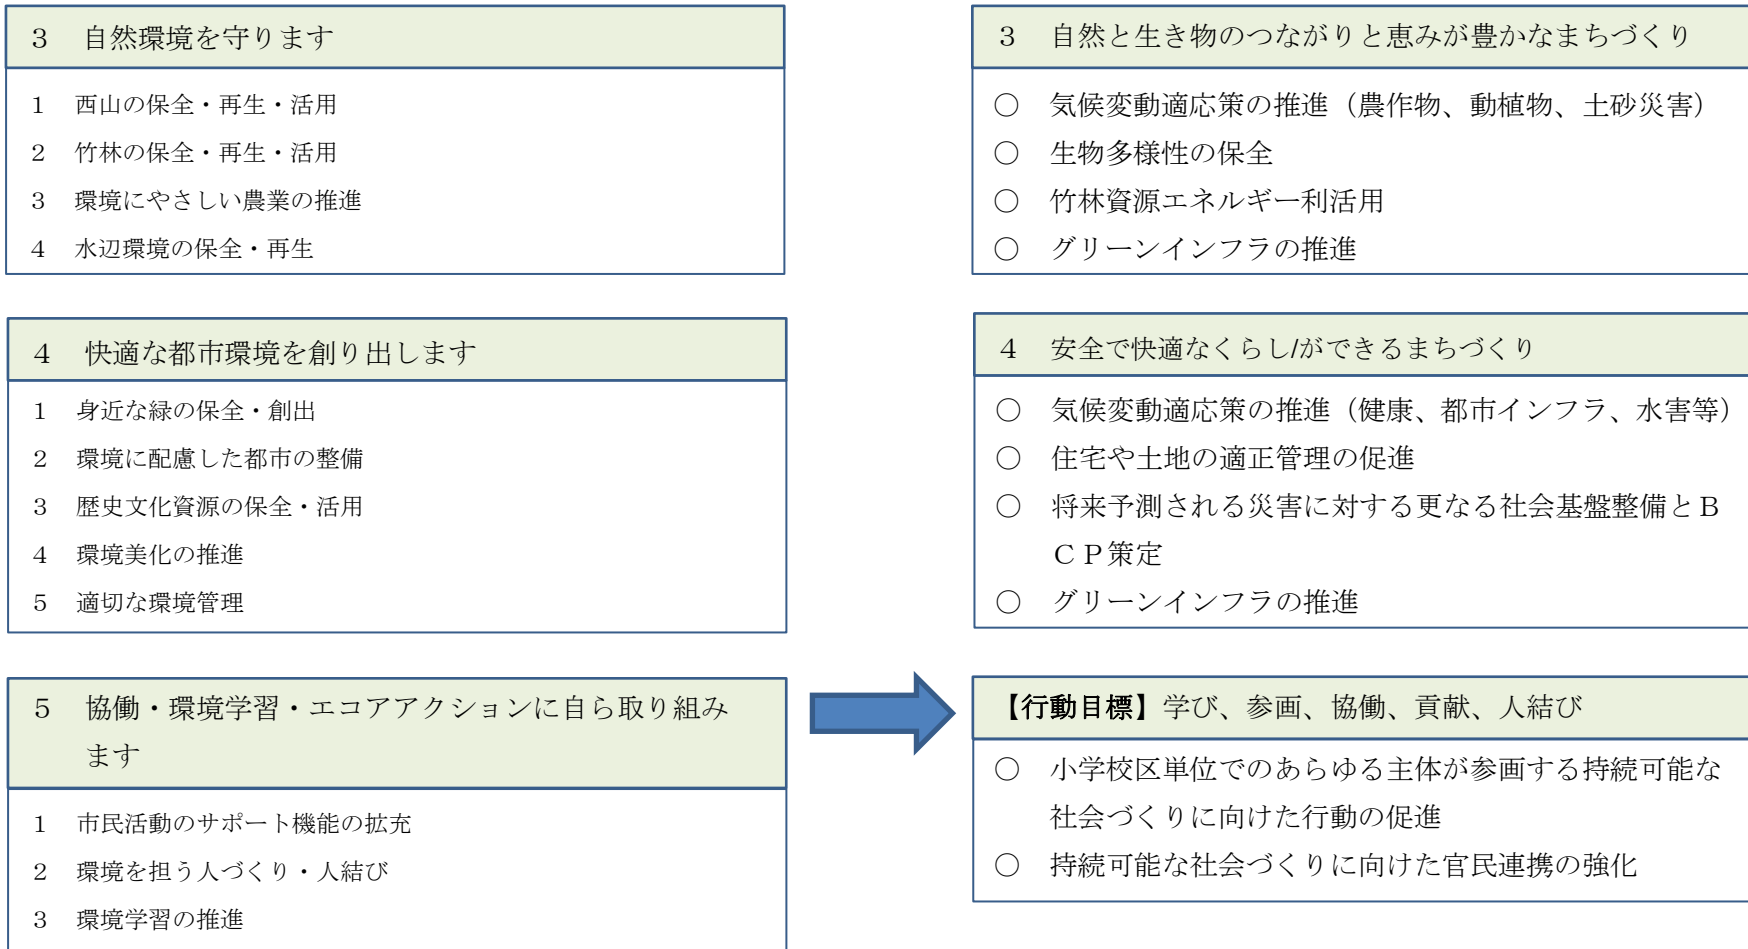 ３　自然環境を守ります
１　西山の保全・再生・活用
２　竹林の保全・再生・活用
３　環境にやさしい農業の推進
４　水辺環境の保全・再生
４　快適な都市環境を創り出します
１　身近な緑の保全・創出
２　環境に配慮した都市の整備
３　歴史文化資源の保全・活用
４　環境美化の推進
５　適切な環境管理
５　協働・環境学習・エコアアクションに自ら取り組み
ます
１　市民活動のサポート機能の拡充
２　環境を担う人づくり・人結び
３　環境学習の推進
３　自然と生き物のつながりと恵みが豊かなまちづくり
○　気候変動適応策の推進（農作物、動植物、土砂災害）
○　生物多様性の保全
○　竹林資源エネルギー利活用
○　グリーンインフラの推進
４　安全で快適なくらし/ができるまちづくり
○　気候変動適応策の推進（健康、都市インフラ、水害等）
○　住宅や土地の適正管理の促進
○　将来予測される災害に対する更なる社会基盤整備とＢ
ＣＰ策定
○　グリーンインフラの推進
【行動目標】学び、参画、協働、貢献、人結び
○　小学校区単位でのあらゆる主体が参画する持続可能な
社会づくりに向けた行動の促進
○　持続可能な社会づくりに向けた官民連携の強化